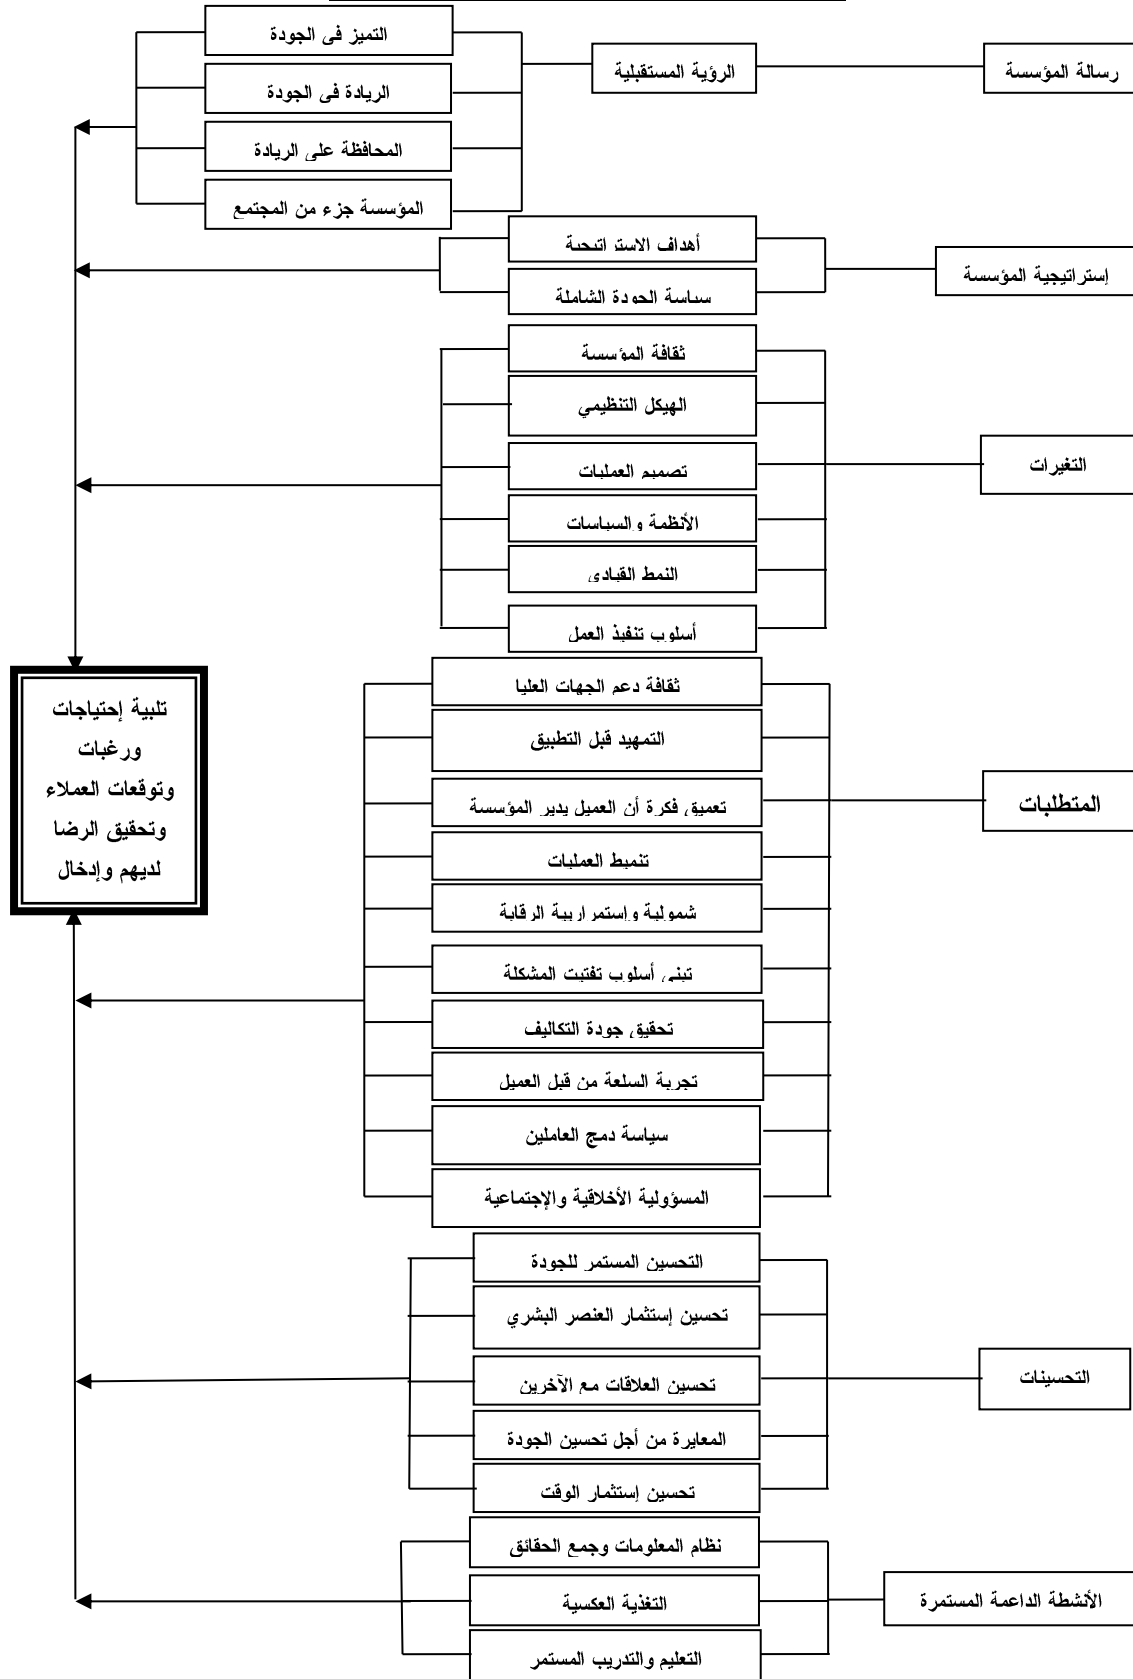 رسالة المؤسسة
الرؤية المستقبلية
التميز في الجودة
الريادة في الجودة
المحافظة على الريادة
المؤسسة جزء من المجتمع
إستراتيجية المؤسسة
أهداف الاستراتيجية
سياسة الجودة الشاملة
التغيرات
ثقافة المؤسسة
الهيكل التنظيمي
تصميم العمليات
الأنظمة والسياسات
النمط القيادي
أسلوب تنفيذ العمل
المتطلبات
ثقافة دعم الجهات العليا
التمهيد قبل التطبيق
تعميق فكرة أن العميل يدير المؤسسة
تنميط العمليات
شمولية وإستمراريية الرقابة
تبني أسلوب تفتيت المشكلة
تحقيق جودة التكاليف
تجربة السلعة من قبل العميل
سياسة دمج العاملين
المسؤولية الأخلاقية والإجتماعية
التحسينات
التحسين المستمر للجودة
تحسين إستثمار العنصر البشري
تحسين العلاقات مع الآخرين
المعايرة من أجل تحسين الجودة
تحسين إستثمار الوقت
الأنشطة الداعمة المستمرة
نظام المعلومات وجمع الحقائق
التغذية العكسية
التعليم والتدريب المستمر
تلبية إحتياجات
ورغبات
وتوقعات العملاء
وتحقيق الرضا
لديهم وإدخال